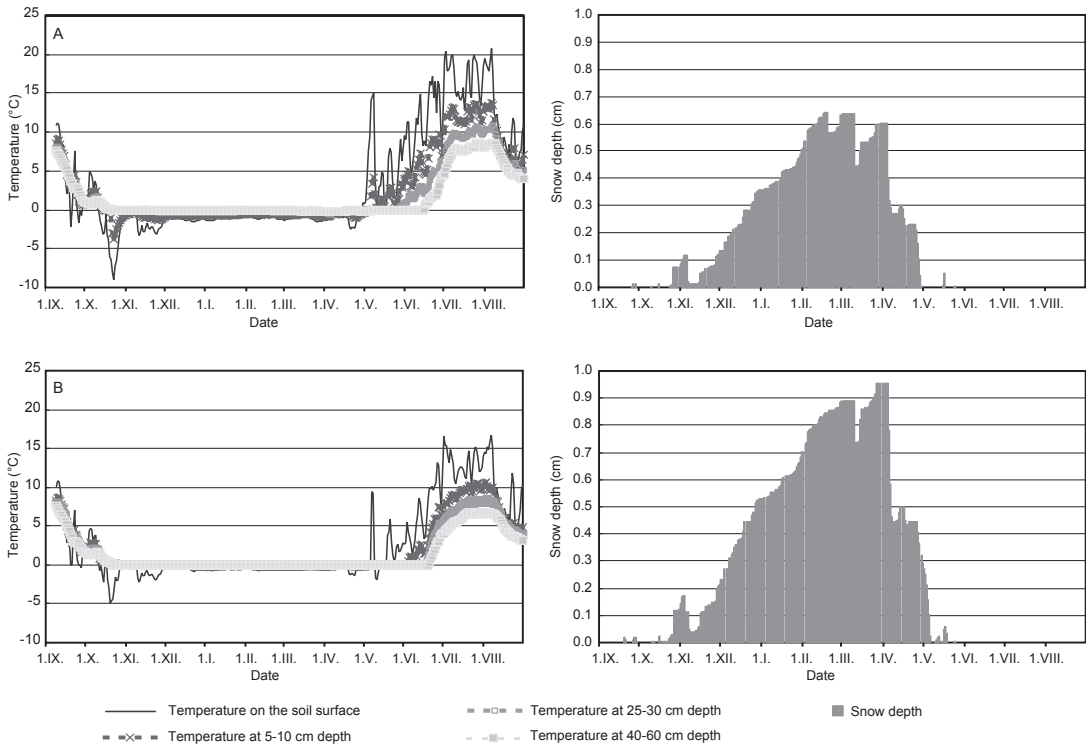 A
Temperature (°C)
25
20
15
10
5
0
-5
-10
1.IX. 1.X. 1.XI. 1.XII. 1.I. 1.II. 1.III. 1.IV. 1.V. 1.VI. 1.VII. 1.VIII.
Date
Snow depth (cm)
1.0
0.9
0.8
0.7
0.6
0.5
0.4
0.3
0.2
0.1
0.0
1.IX. 1.X. 1.XI. 1.XII. 1.I. 1.II. 1.III. 1.IV. 1.V. 1.VI. 1.VII. 1.VIII.
Date
B
Temperature (°C)
25
20
15
10
5
0
-5
-10
1.IX. 1.X. 1.XI. 1.XII. 1.I. 1.II. 1.III. 1.IV. 1.V. 1.VI. 1.VII. 1.VIII.
Date
Snow depth (cm)
1.0
0.9
0.8
0.7
0.6
0.5
0.4
0.3
0.2
0.1
0.0
1.IX. 1.X. 1.XI. 1.XII. 1.I. 1.II. 1.III. 1.IV. 1.V. 1.VI. 1.VII. 1.VIII.
Date
Temperature on the soil surface
Temperature at 25-30 cm depth
Snow depth
Temperature at 5-10 cm depth
Temperature at 40-60 cm depth